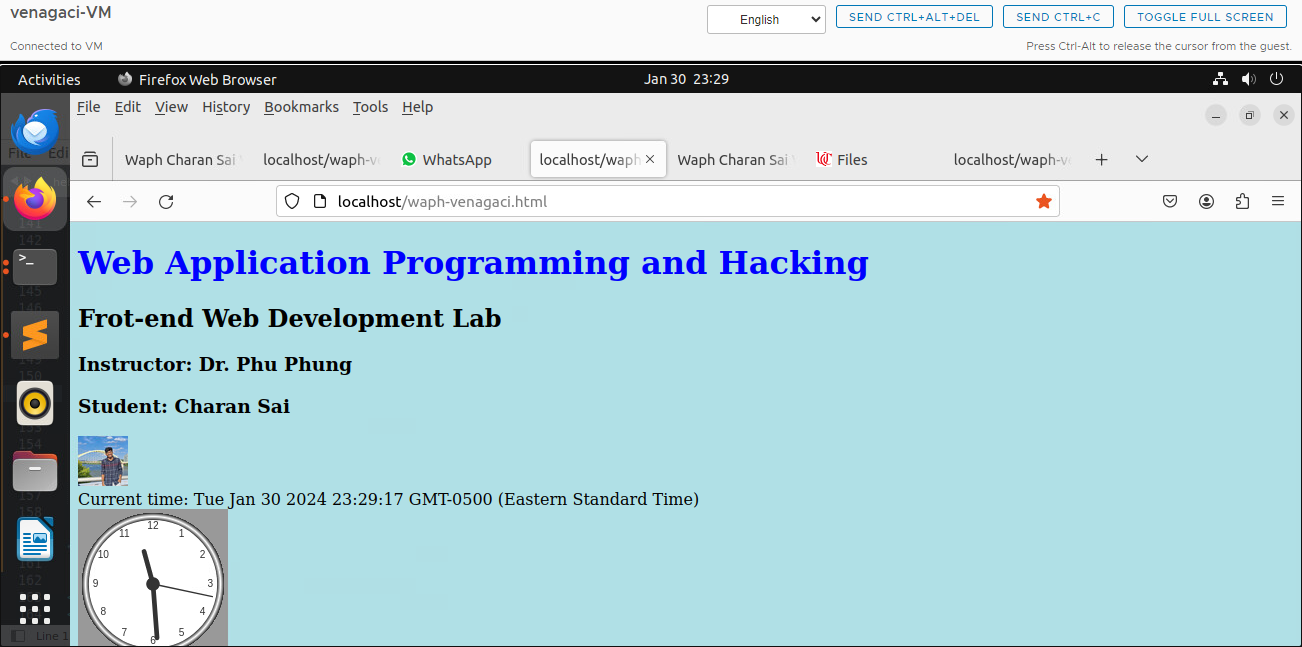 venagaci-VM
English
SEND CTRL+ALT+DEL
SEND CTRL+C
TOGGLE FULL SCREEN
Connected to VM
Press Ctrl-Alt to release the cursor from the guest.
Activities
Firefox Web Browser
Jan 30 23:29
File Edit View History Bookmarks Tools Help
Waph Charan Sai
localhost/waph-v
WhatsApp
localhost/waph
Waph Charan Sai
Files
localhost/waph-v
localhost/waph-venagaci.html
Web Application Programming and Hacking
Frot-end Web Development Lab
Instructor: Dr. Phu Phung
Student: Charan Sai
Current time: Tue Jan 30 2024 23:29:17 GMT-0500 (Eastern Standard Time)
12
11 1
10 2
9 3
8 4
7 5
6
File Edi
141
142
145
146
150
154
157
158
161
162
Line 1